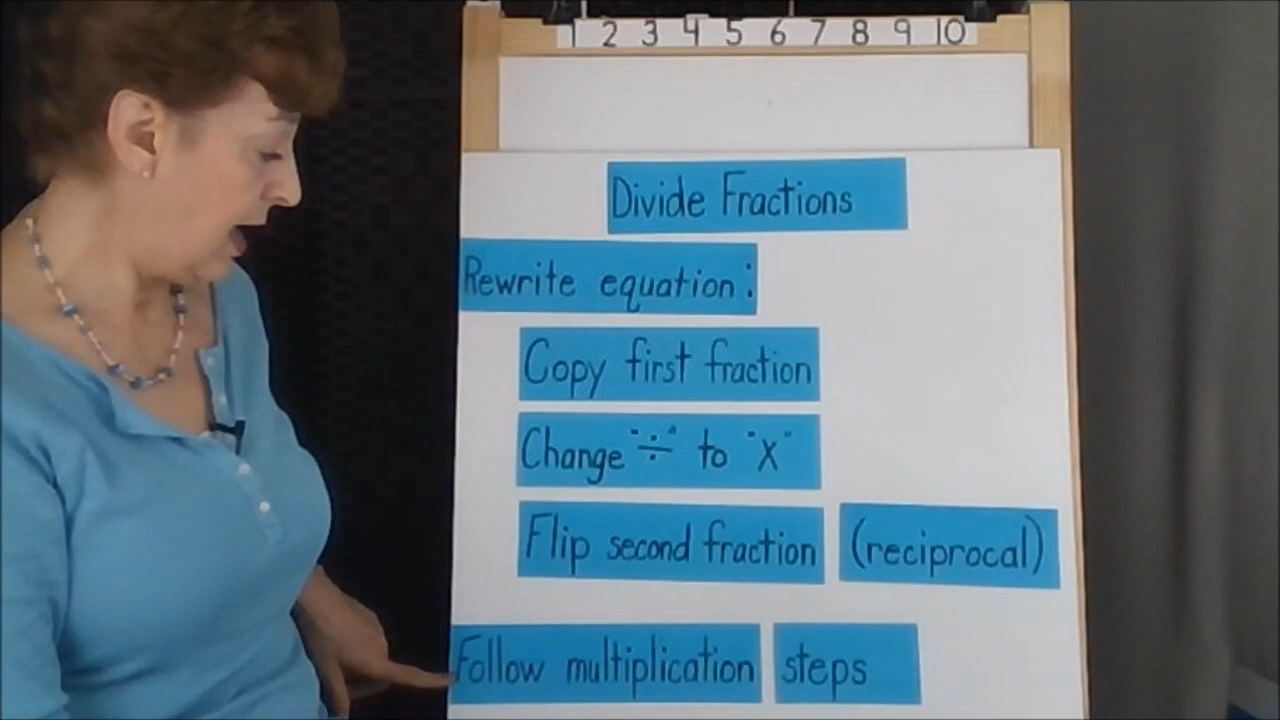 1 2 3 4 5 6 7 8 9 10
Divide Fractions
Rewrite equation:
Copy first fraction
Change "÷" to "X"
Flip second fraction (reciprocal)
Follow multiplication steps